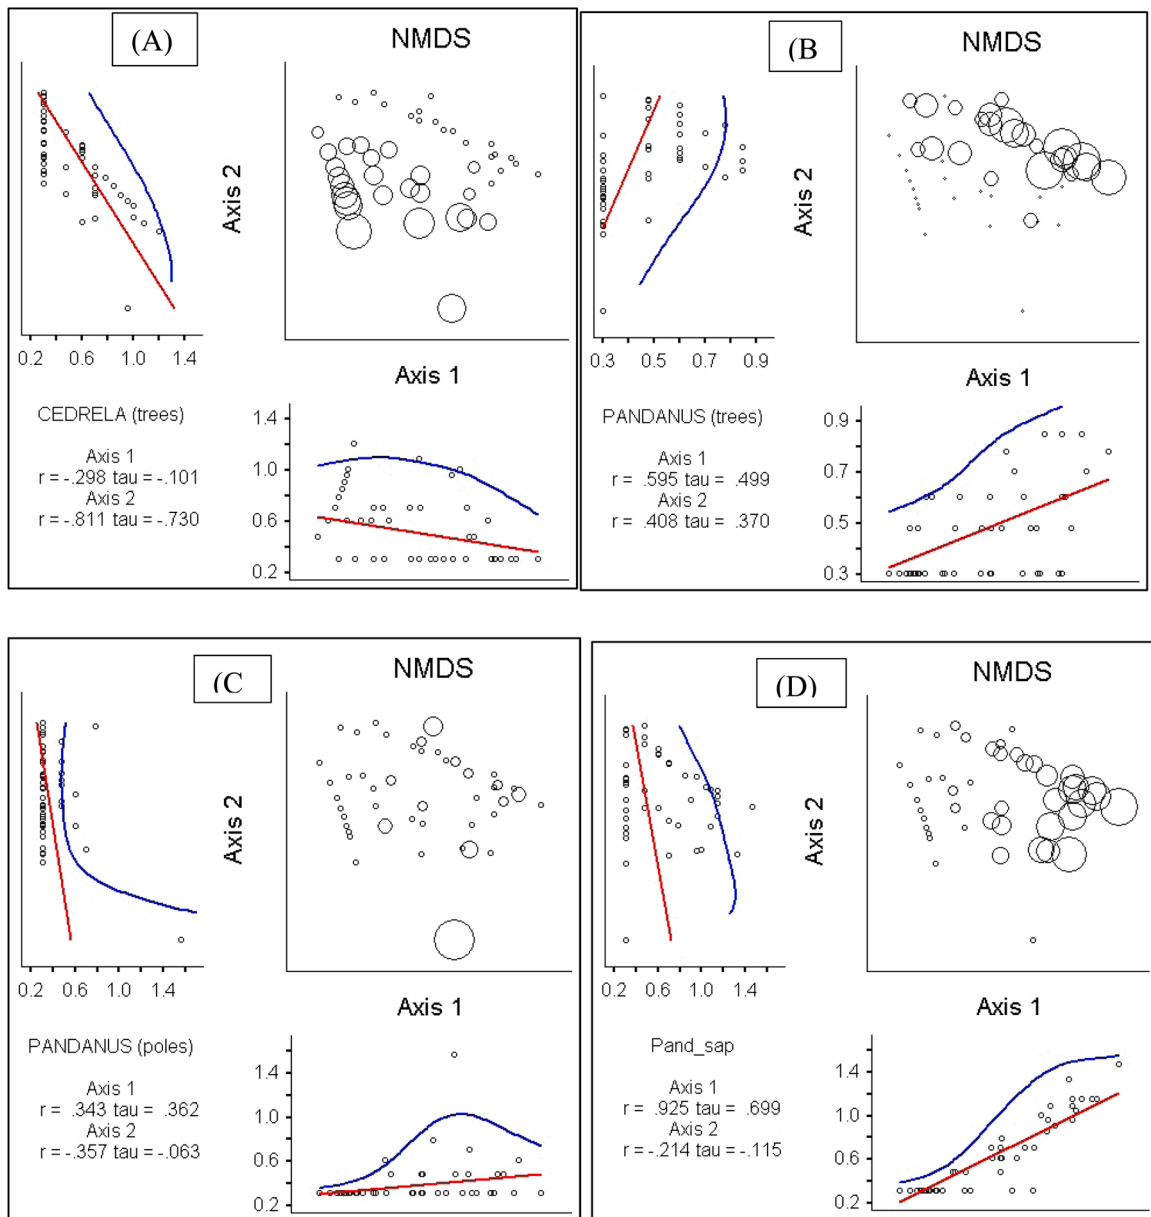 (A)
NMDS
Axis 2
0.2 0.6 1.0 1.4
Axis 1
CEDRELA (trees)
Axis 1
r = -.298 tau = -.101
Axis 2
r = -.811 tau = -.730
1.4
1.0
0.6
0.2
(B)
NMDS
Axis 2
0.3 0.5 0.7 0.9
Axis 1
PANDANUS (trees)
Axis 1
r = .595 tau = .499
Axis 2
r = .408 tau = .370
0.9
0.7
0.5
0.3
(C
NMDS
Axis 2
0.2 0.6 1.0 1.4
Axis 1
PANDANUS (poles)
Axis 1
r = .343 tau = .362
Axis 2
r = -.357 tau = -.063
1.4
1.0
0.6
0.2
(D)
NMDS
Axis 2
0.2 0.6 1.0 1.4
Axis 1
Pand_sap
Axis 1
r = .925 tau = .699
Axis 2
r = -.214 tau = -.115
1.4
1.0
0.6
0.2